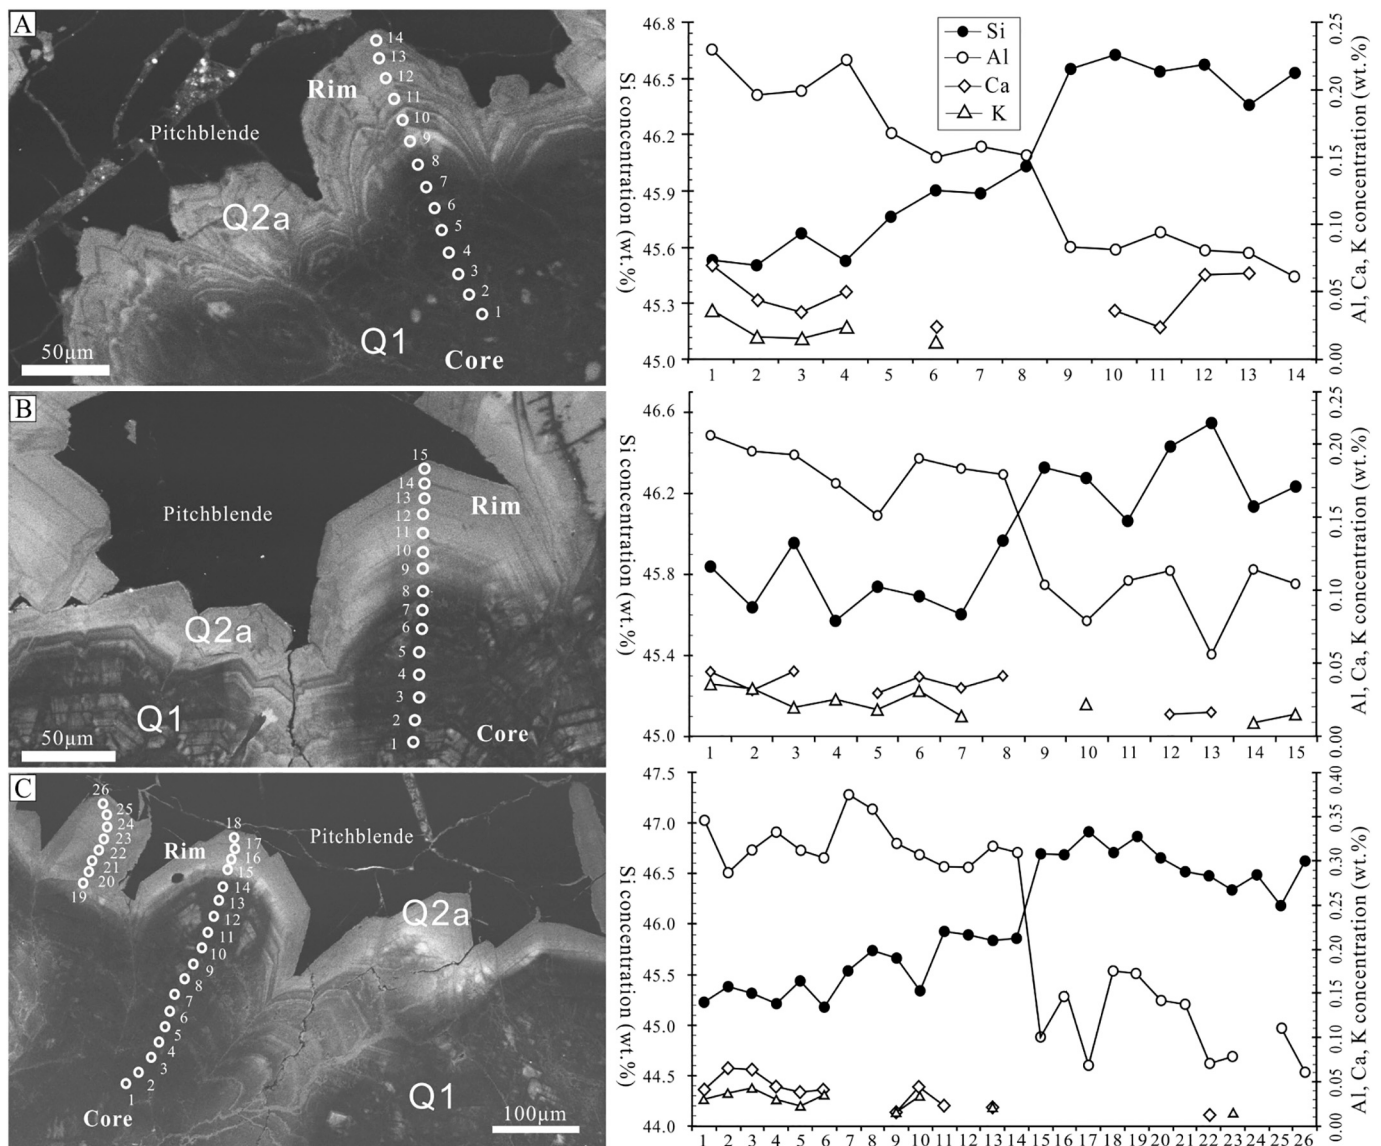 A
14
13
12
11
10
9
8
7
6
5
4
3
2
1
Rim
Pitchblende
Q2a
Q1
Core
50μm
Si concentration (wt.%)
46.8
46.5
46.2
45.9
45.6
45.3
45.0
Si
Al
Ca
K
0.25
0.20
0.15
0.10
0.05
0.00
Al, Ca, K concentration (wt.%)
1 2 3 4 5 6 7 8 9 10 11 12 13 14
B
15
14
13
12
11
10
9
8
7
6
5
4
3
2
1
Rim
Pitchblende
Q2a
Q1
Core
50μm
Si concentration (wt.%)
46.6
46.2
45.8
45.4
45.0
0.25
0.20
0.15
0.10
0.05
0.00
Al, Ca, K concentration (wt.%)
1 2 3 4 5 6 7 8 9 10 11 12 13 14 15
C
26
25
24
23
22
21
20
19
18
17
16
15
14
13
12
11
10
9
8
7
6
5
4
3
2
1
Rim
Pitchblende
Q2a
Q1
Core
100μm
Si concentration (wt.%)
47.5
47.0
46.5
46.0
45.5
45.0
44.5
44.0
0.40
0.35
0.30
0.25
0.20
0.15
0.10
0.05
0.00
Al, Ca, K concentration (wt.%)
1 2 3 4 5 6 7 8 9 10 11 12 13 14 15 16 17 18 19 20 21 22 23 24 25 26